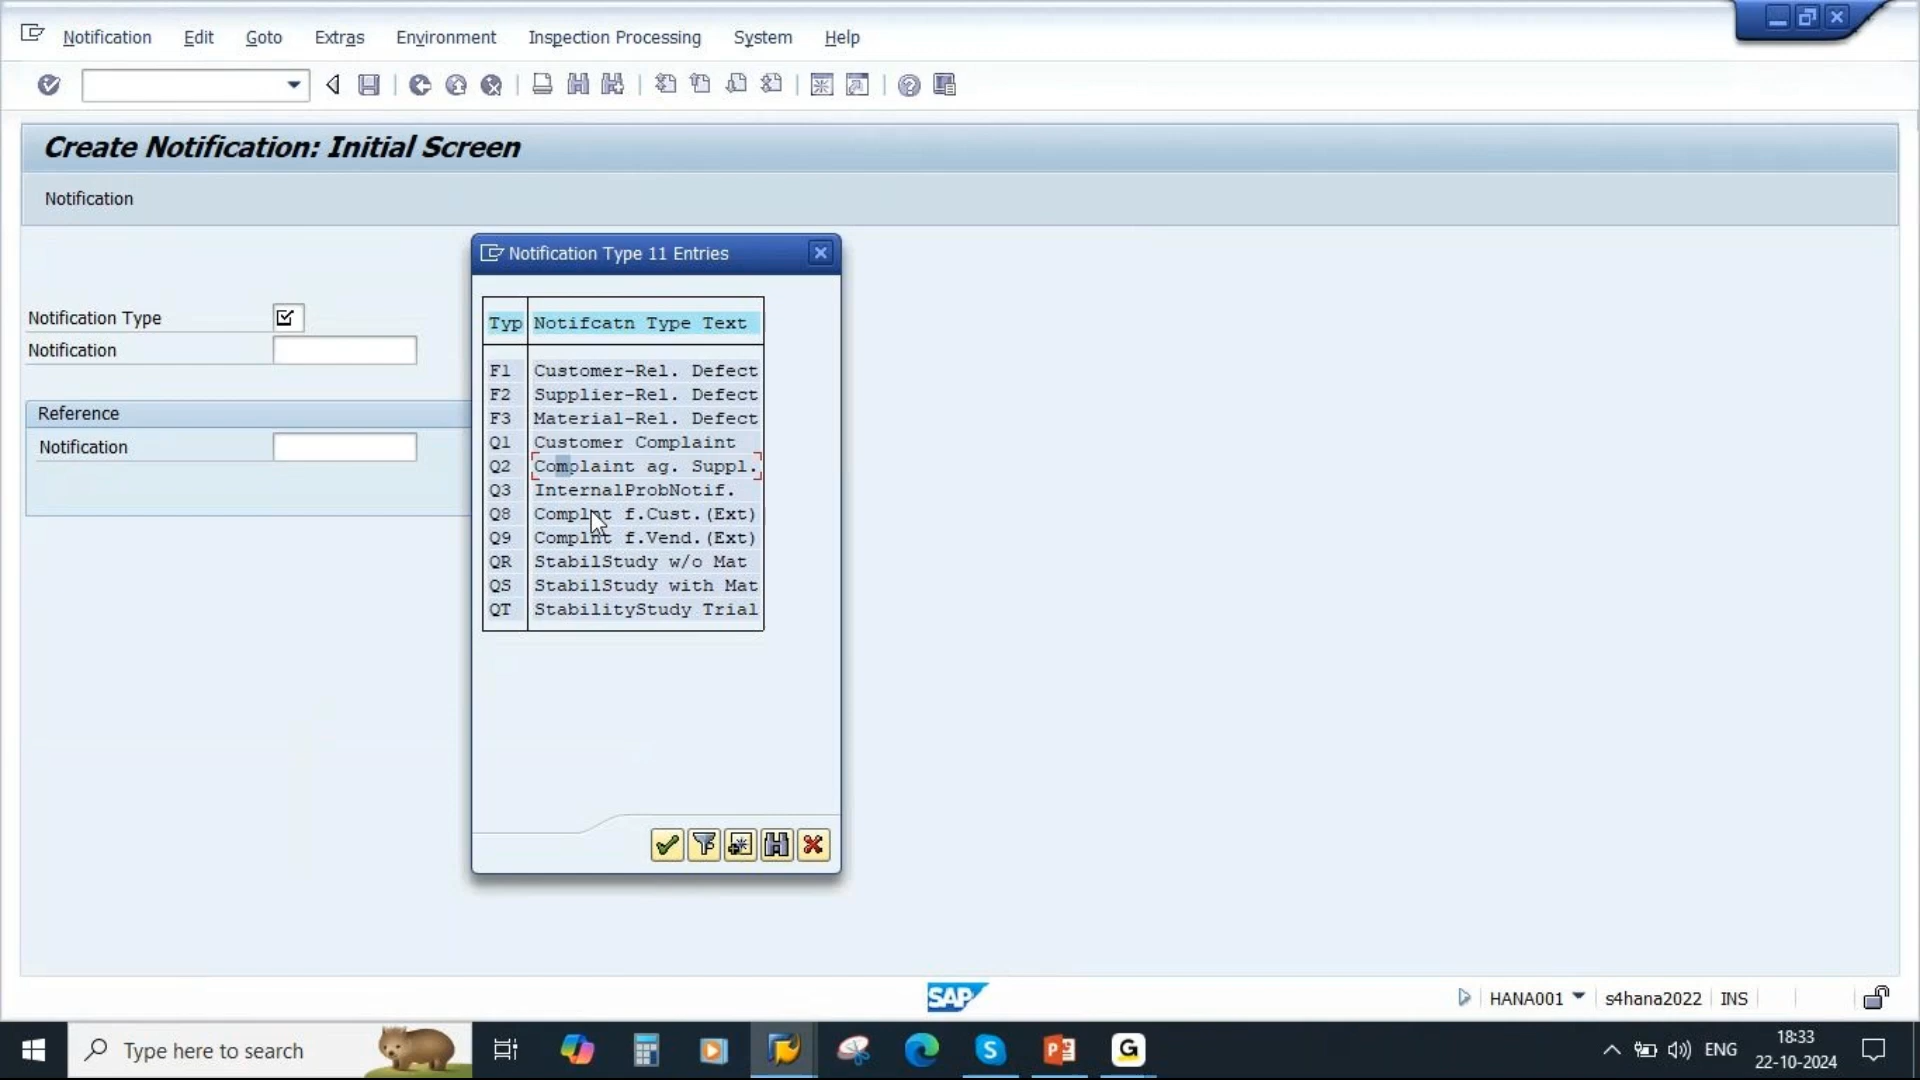 Notification Edit Goto Extras Environment Inspection Processing System Help
Create Notification: Initial Screen
Notification
Notification Type 11 Entries
Typ Notifcatn Type Text
F1 Customer-Rel. Defect
F2 Supplier-Rel. Defect
F3 Material-Rel. Defect
Q1 Customer Complaint
Q2 Complaint ag. Suppl.
Q3 InternalProbNotif.
Q8 Complnt f.Cust.(Ext)
Q9 Complnt f.Vend.(Ext)
QR StabilStudy w/o Mat
QS StabilStudy with Mat
QT StabilityStudy Trial
Notification Type
Notification
Reference
Notification
SAP
HANA001 s4hana2022 INS
Type here to search
S
P
G
ENG
18:33
22-10-2024